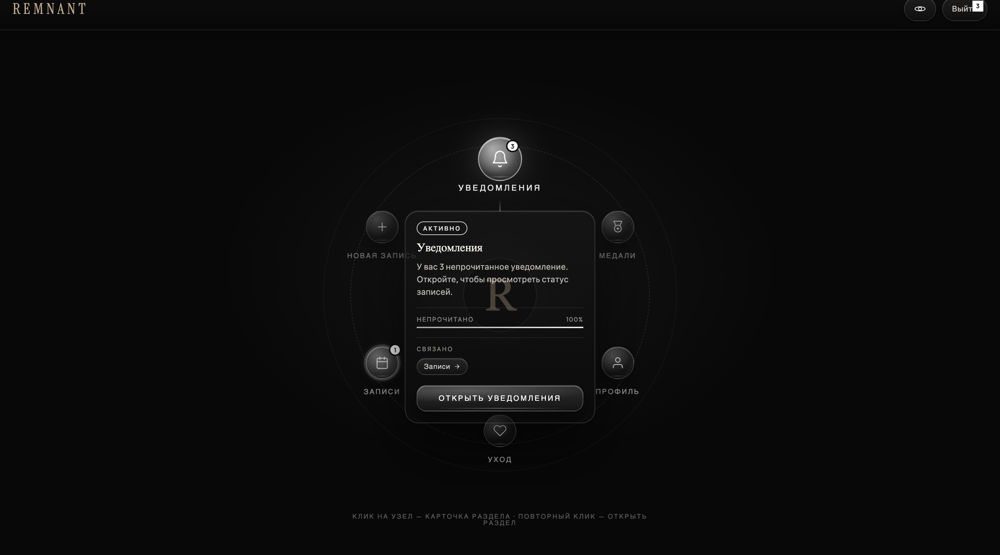 REMNANT
Выйт
3
3
УВЕДОМЛЕНИЯ
АКТИВНО
Уведомления
НОВАЯ ЗАПИСЬ
МЕДАЛИ
У вас 3 непрочитанное уведомление.
Откройте, чтобы просмотреть статус
записей.
R
НЕПРОЧИТАНО 100%
СВЯЗАНО
1
Записи →
ЗАПИСИ
ПРОФИЛЬ
ОТКРЫТЬ УВЕДОМЛЕНИЯ
УХОД
КЛИК НА УЗЕЛ — КАРТОЧКА РАЗДЕЛА · ПОВТОРНЫЙ КЛИК — ОТКРЫТЬ
РАЗДЕЛ